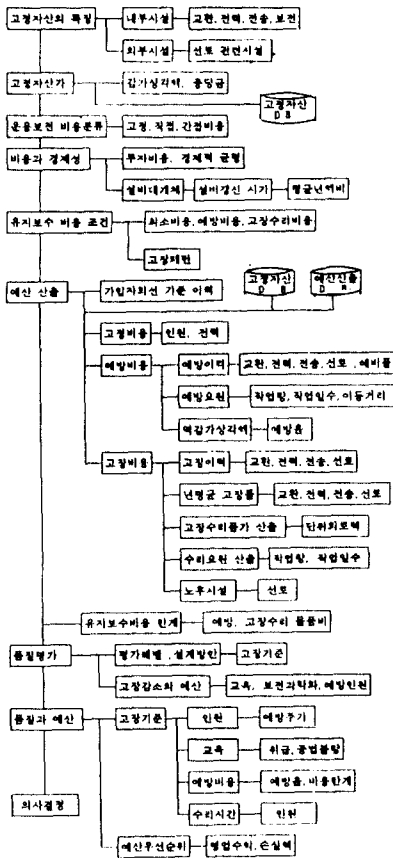 고정자산의 특징
내부시설
교환, 전력, 전송, 보전
외부시설
선로 관련시설
고정자산가
감가상각액, 충당금
고정자산
D B
운용보전 비용분류
고정, 직접, 간접비용
비용과 경제성
투자비용, 경제적 균형
설비대개체
설비갱신 시기
평균년경비
유지보수 비용 조건
최소비용, 예방비용, 고장수리비용
고장패턴
예산 산출
가입자회선 기준 이력
고정자산
D B
예산산출
D B
고정비용
인원, 전력
예방비용
예방이력
교환, 전력, 전송, 선로, 예비품
예방요원
작업량, 작업일수, 이동거리
역감가상각액
예방율
고장비용
고장이력
교환, 전력, 전송, 선로
년평균 고장률
교환, 전력, 전송, 선로
고장수리품가 산출
단위회로팩
수리요원 산출
작업량, 작업일수
노후시설
선로
유지보수비용 한계
예방, 고장수리 물품비
품질평가
평가레벨, 설계방안
고장기준
고장감소와 예산
교육, 보전과학화, 예방인원
품질과 예산
고장기준
인원
예방주기
교육
취급, 공법불량
예방비용
예방율, 비용한계
수리시간
인원
의사결정
예산우선순위
영업수익, 손실액